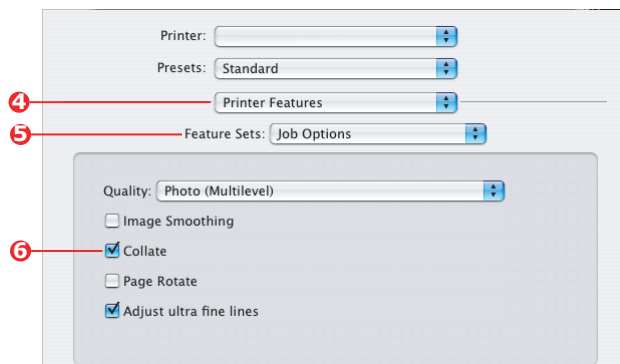 Printer:
Presets: Standard
4 Printer Features
5 Feature Sets: Job Options
Quality: Photo (Multilevel)
Image Smoothing
6 Collate
Page Rotate
Adjust ultra fine lines